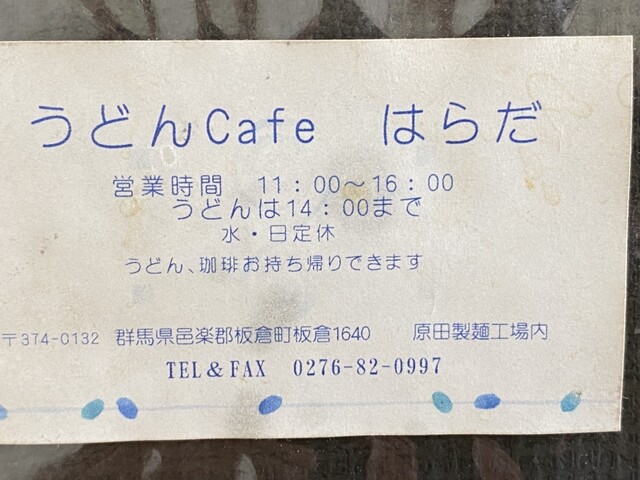 うどんCafe はらだ
営業時間 11：00～16：00
うどんは14：00まで
水・日定休
うどん、珈琲お持ち帰りできます
〒374-0132 群馬県邑楽郡板倉町板倉1640 原田製麺工場内
TEL＆FAX 0276-82-0997